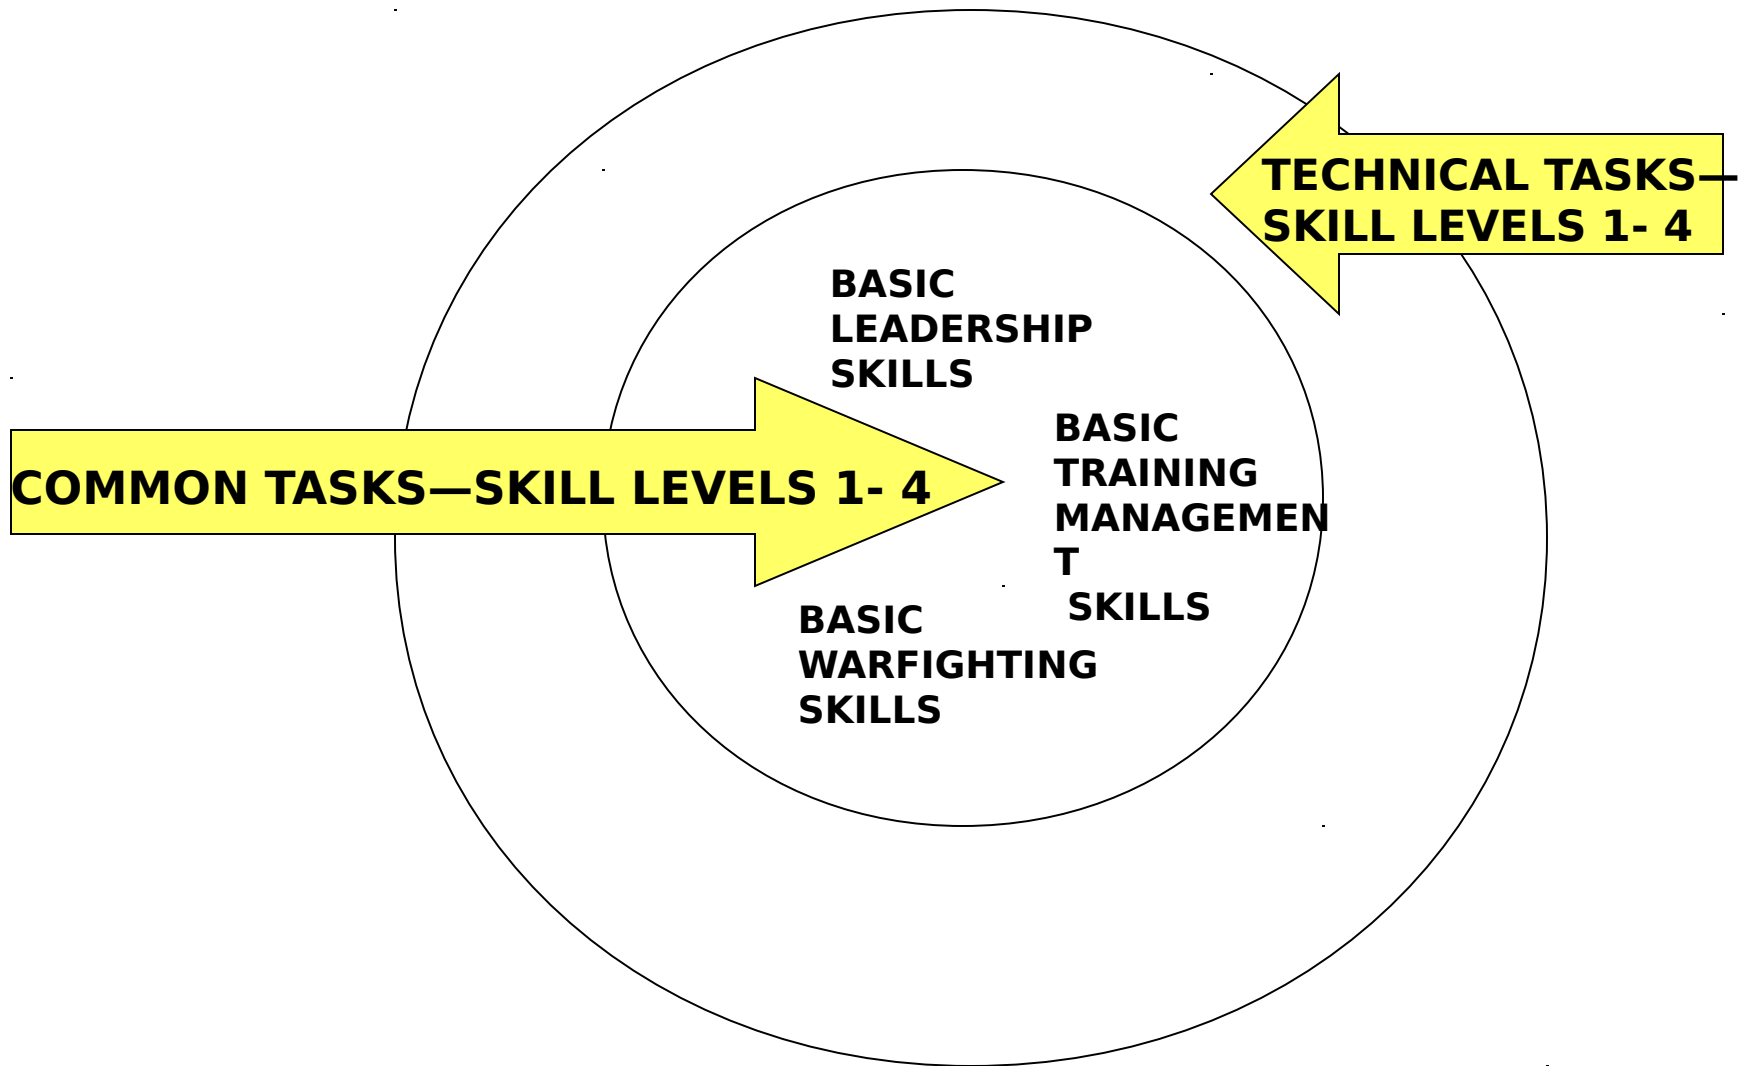 TECHNICAL TASKS—
SKILL LEVELS 1- 4
BASIC
LEADERSHIP
SKILLS
COMMON TASKS—SKILL LEVELS 1- 4
BASIC
TRAINING
MANAGEMEN
T
SKILLS
BASIC
WARFIGHTING
SKILLS